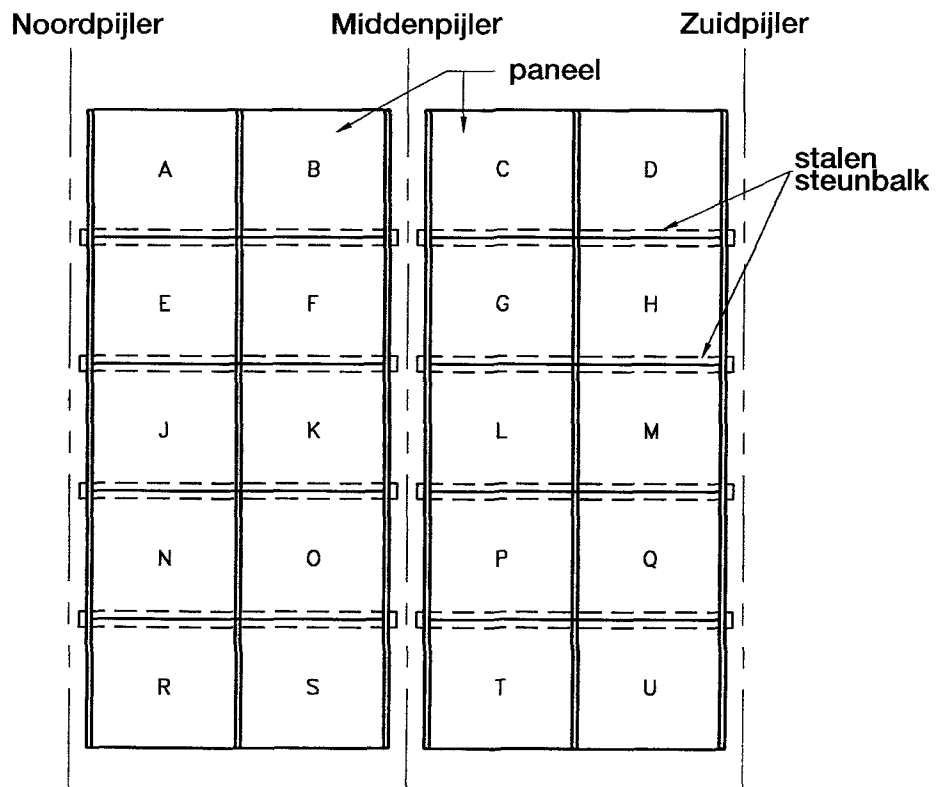 Noordpijler Middenpijler Zuidpijler
paneel
A B C D
stalen
steunbalk
E F G H
J K L M
N O P Q
R S T U